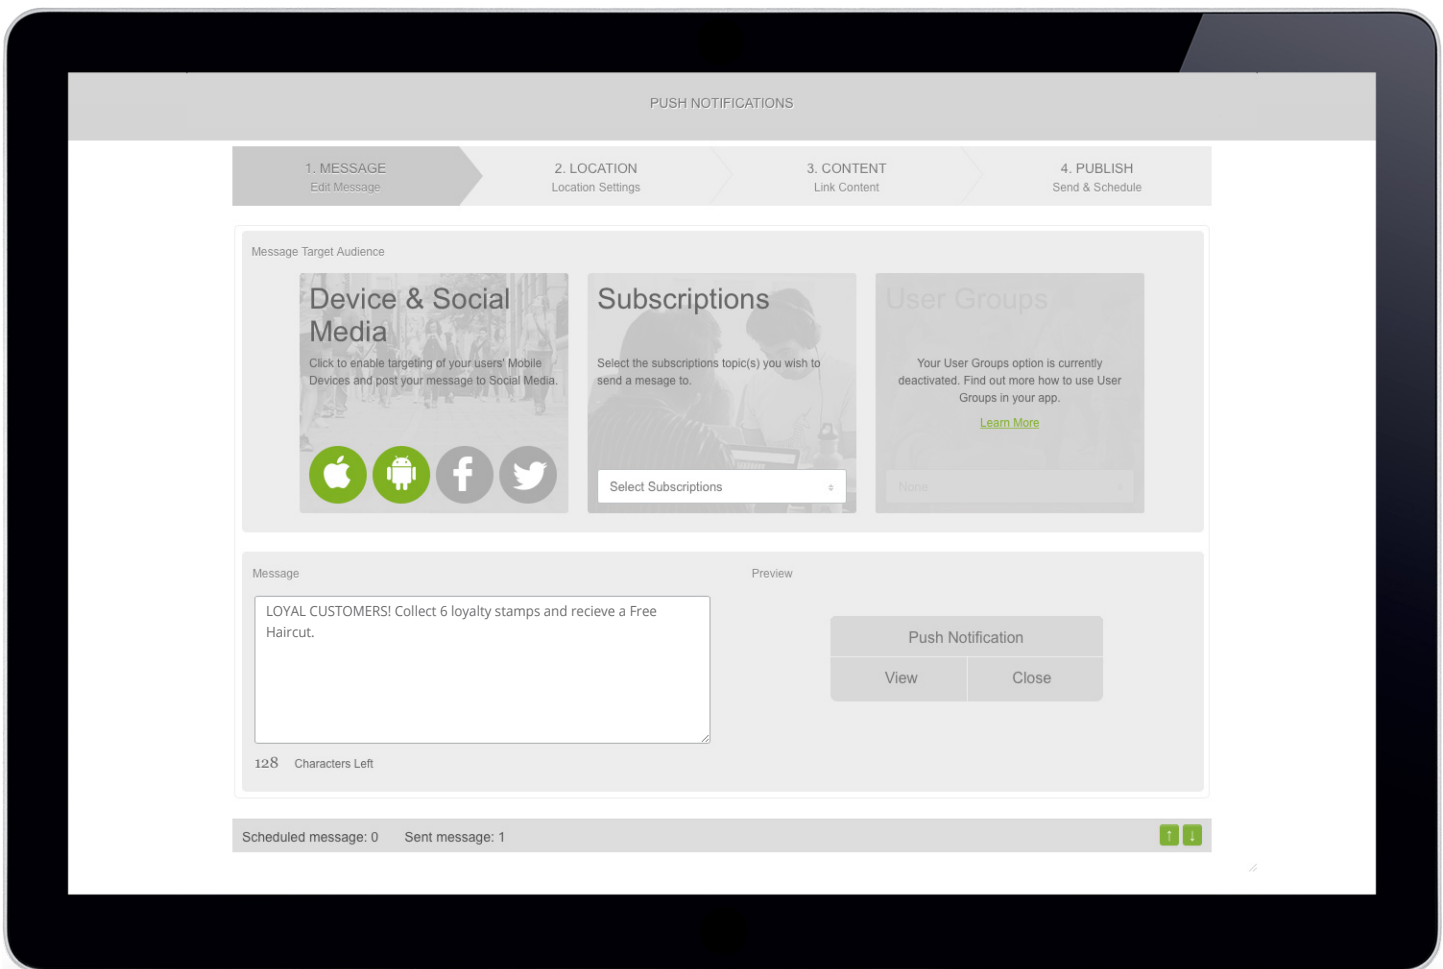 PUSH NOTIFICATIONS
1. MESSAGE
Edit Message
2. LOCATION
Location Settings
3. CONTENT
Link Content
4. PUBLISH
Send & Schedule
Message Target Audience
Device & Social
Media
Click to enable targeting of your users' Mobile
Devices and post your message to Social Media.
Subscriptions
Select the subscriptions topic(s) you wish to
send a message to.
Select Subscriptions
User Groups
Your User Groups option is currently
deactivated. Find out more how to use User
Groups in your app.
Learn More
None
Message
LOYAL CUSTOMERS! Collect 6 loyalty stamps and recieve a Free
Haircut.
128 Characters Left
Preview
Push Notification
View Close
Scheduled message: 0 Sent message: 1